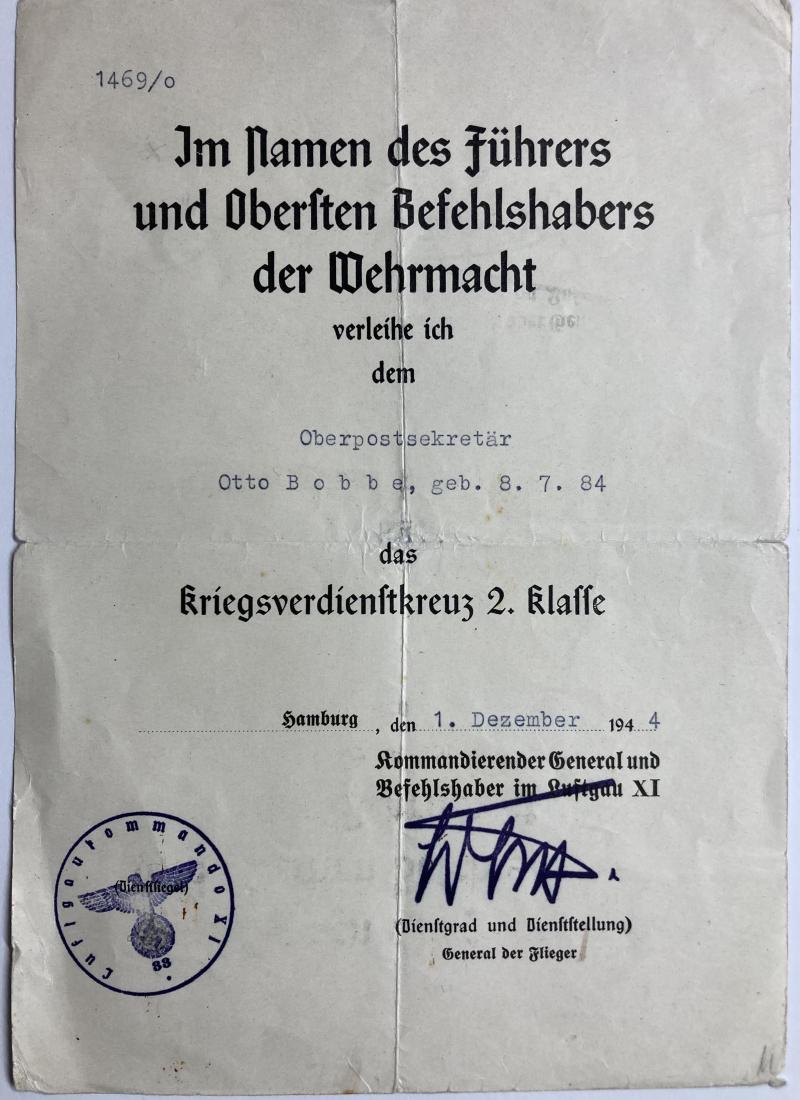 1469/o
Im Namen des Führers
und Obersten Befehlshabers
der Wehrmacht
verleihe ich
dem
Oberpostsekretär
Otto B o b b e, geb. 8. 7. 84
das
Kriegsverdienstkreuz 2. Klasse
Hamburg, den 1. Dezember 194 4
Kommandierender General und
Befehlshaber im Luftgau XI
Luftgaukommando XI
(Dienstsiegel)
33
(Dienstgrad und Dienststellung)
General der Flieger